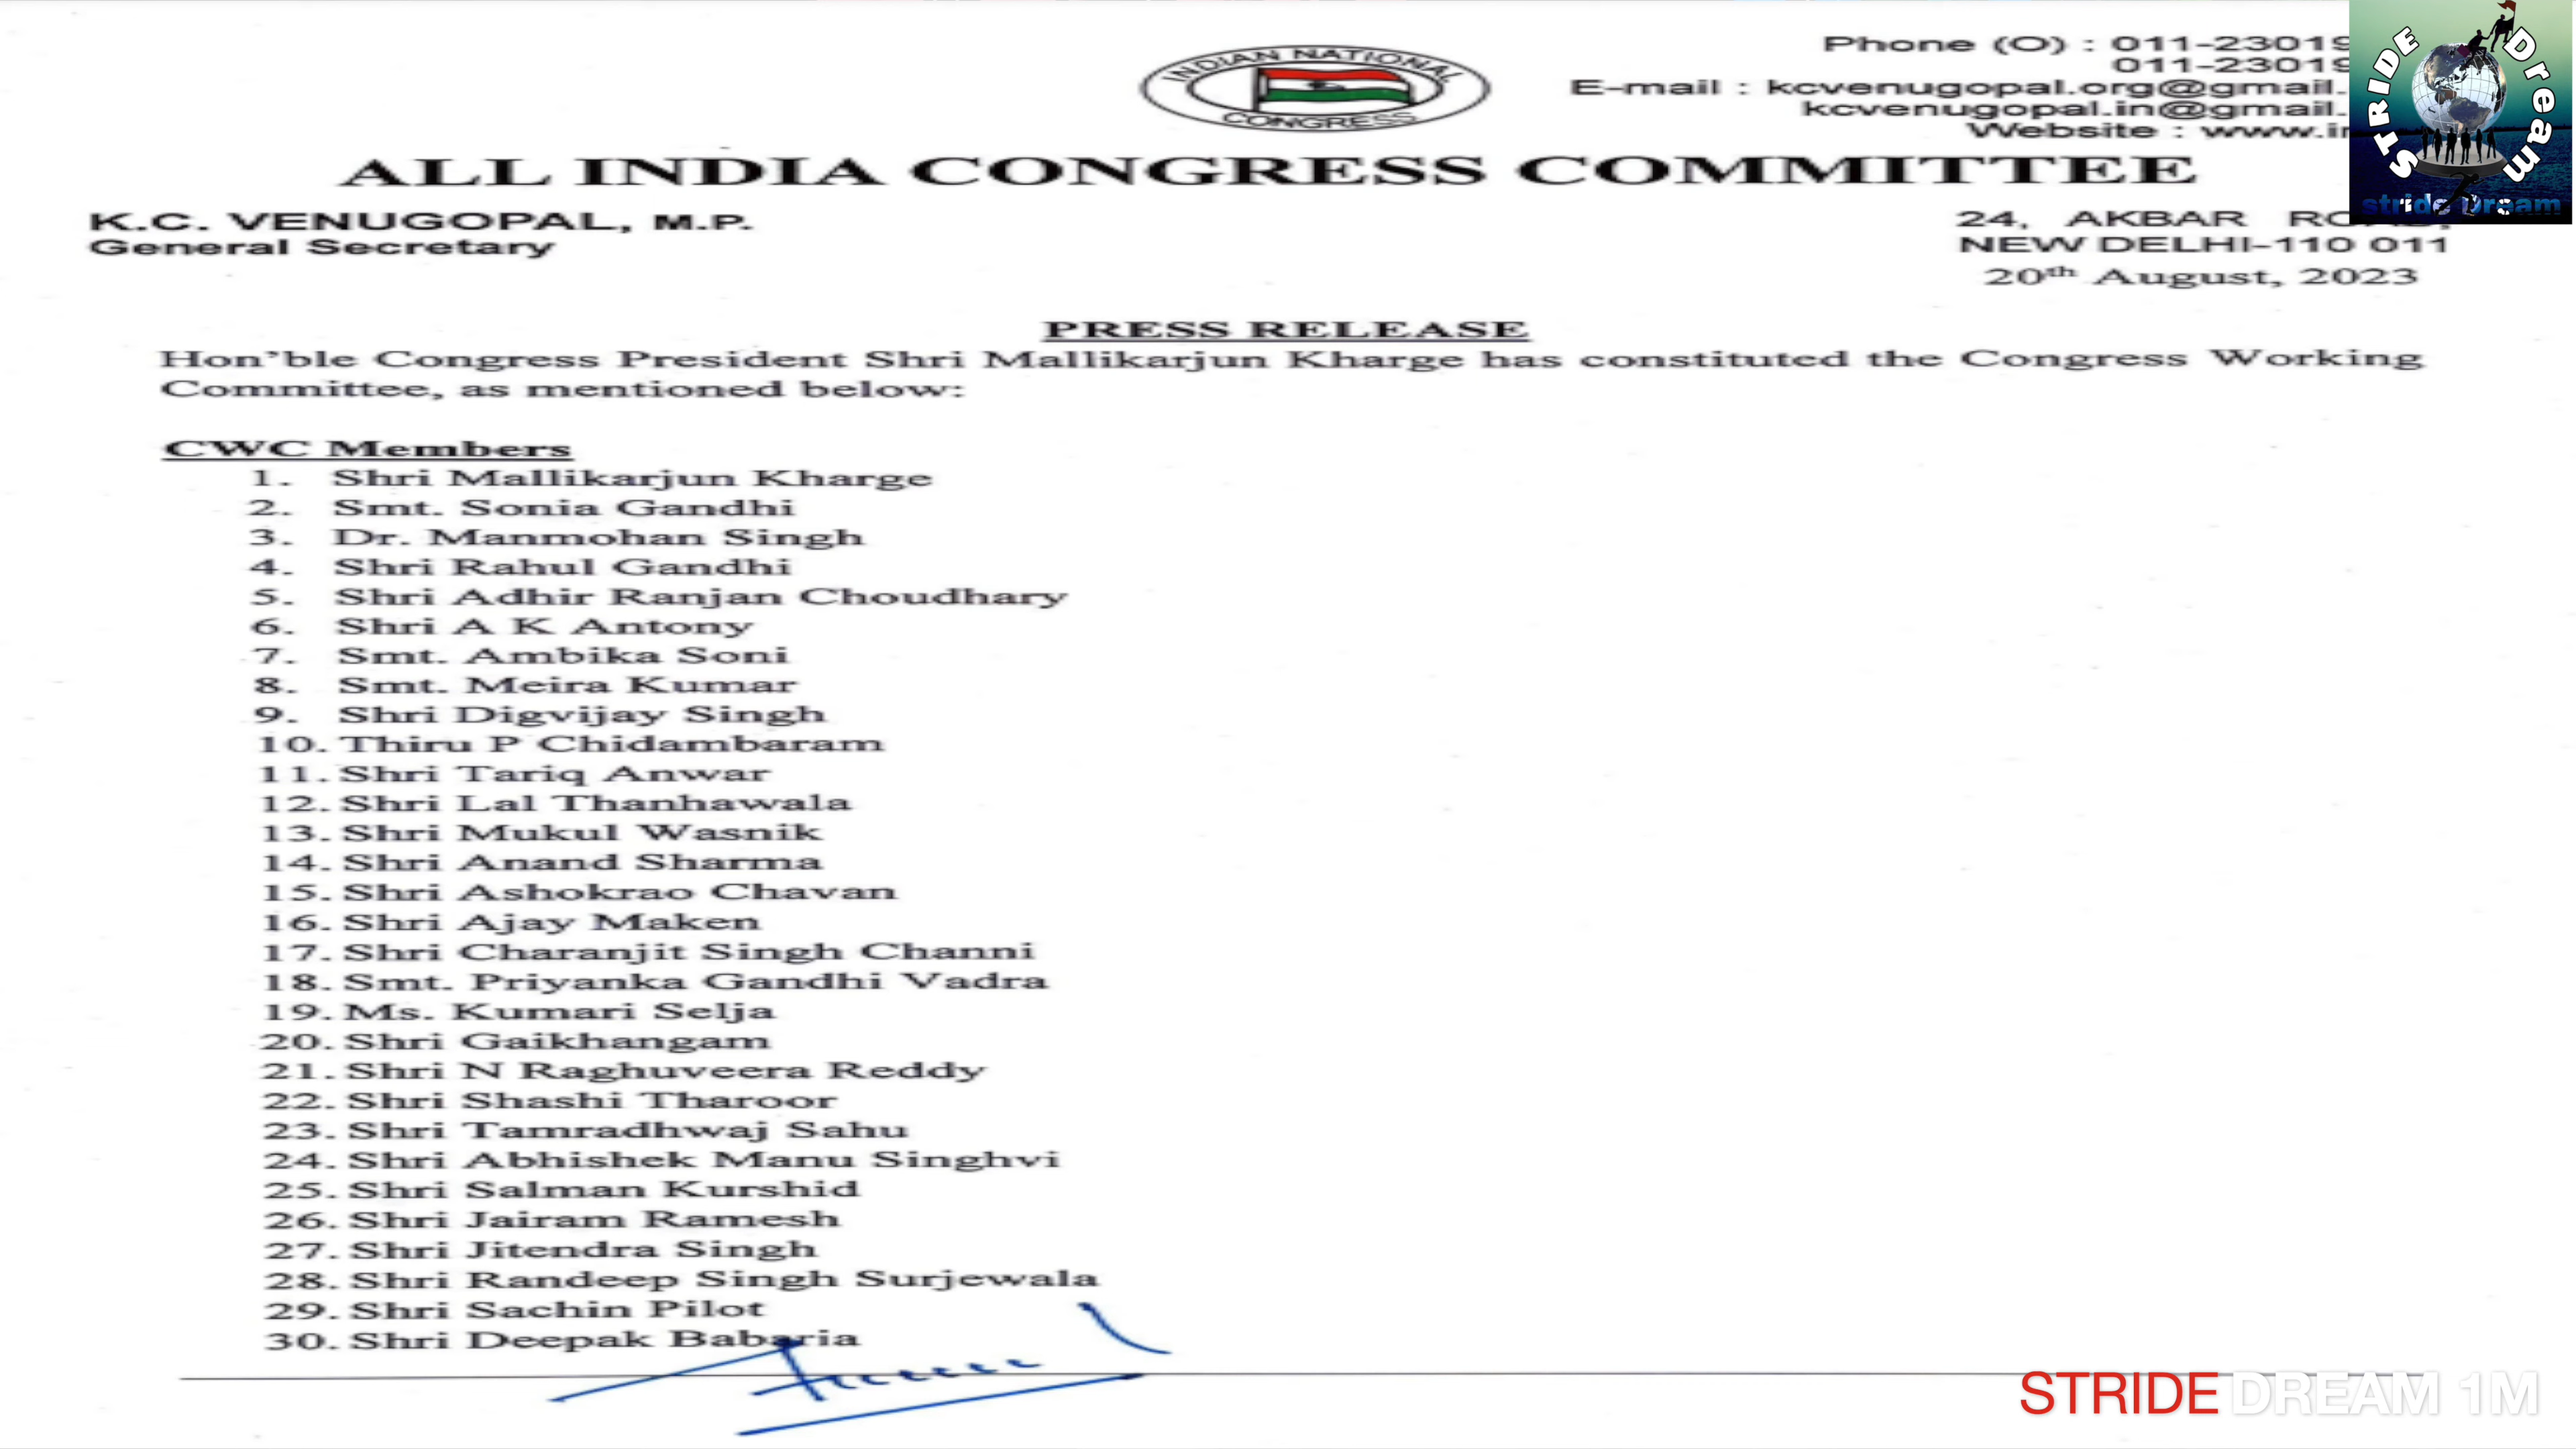 INDIAN NATIONAL
CONGRESS
Phone (O) : 011-23019
011-23019
E-mail : kcvenugopal.org@gmail.
kcvenugopal.in@gmail.
Website : www.in
STRIDE Dream
stride Dream
ALL INDIA CONGRESS COMMITTEE
K.C. VENUGOPAL, M.P.
General Secretary
24, AKBAR ROAD,
NEW DELHI-110 011
20th August, 2023
PRESS RELEASE
Hon'ble Congress President Shri Mallikarjun Kharge has constituted the Congress Working
Committee, as mentioned below:
CWC Members
1. Shri Mallikarjun Kharge
2. Smt. Sonia Gandhi
3. Dr. Manmohan Singh
4. Shri Rahul Gandhi
5. Shri Adhir Ranjan Choudhary
6. Shri A K Antony
7. Smt. Ambika Soni
8. Smt. Meira Kumar
9. Shri Digvijay Singh
10. Thiru P Chidambaram
11. Shri Tariq Anwar
12. Shri Lal Thanhawala
13. Shri Mukul Wasnik
14. Shri Anand Sharma
15. Shri Ashokrao Chavan
16. Shri Ajay Maken
17. Shri Charanjit Singh Channi
18. Smt. Priyanka Gandhi Vadra
19. Ms. Kumari Selja
20. Shri Gaikhangam
21. Shri N Raghuveera Reddy
22. Shri Shashi Tharoor
23. Shri Tamradhwaj Sahu
24. Shri Abhishek Manu Singhvi
25. Shri Salman Kurshid
26. Shri Jairam Ramesh
27. Shri Jitendra Singh
28. Shri Randeep Singh Surjewala
29. Shri Sachin Pilot
30. Shri Deepak Babaria
STRIDE DREAM 1M